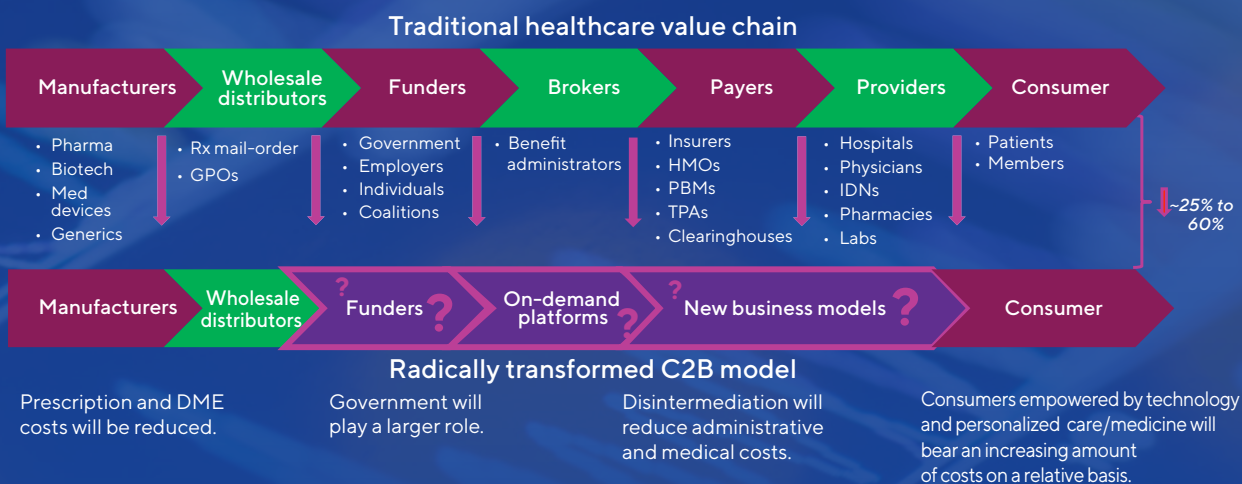 Traditional healthcare value chain
Manufacturers
Wholesale
distributors
Funders
Brokers
Payers
Providers
Consumer
• Pharma
• Biotech
• Med
devices
• Generics
• Rx mail-order
• GPOs
• Government
• Employers
• Individuals
• Coalitions
• Benefit
administrators
• Insurers
• HMOs
• PBMs
• TPAs
• Clearinghouses
• Hospitals
• Physicians
• IDNs
• Pharmacies
• Labs
• Patients
• Members
~25% to
60%
Manufacturers
Wholesale
distributors
? Funders ?
On-demand
platforms ?
? New business models ?
Consumer
Radically transformed C2B model
Prescription and DME
costs will be reduced.
Government will
play a larger role.
Disintermediation will
reduce administrative
and medical costs.
Consumers empowered by technology
and personalized care/medicine will
bear an increasing amount
of costs on a relative basis.